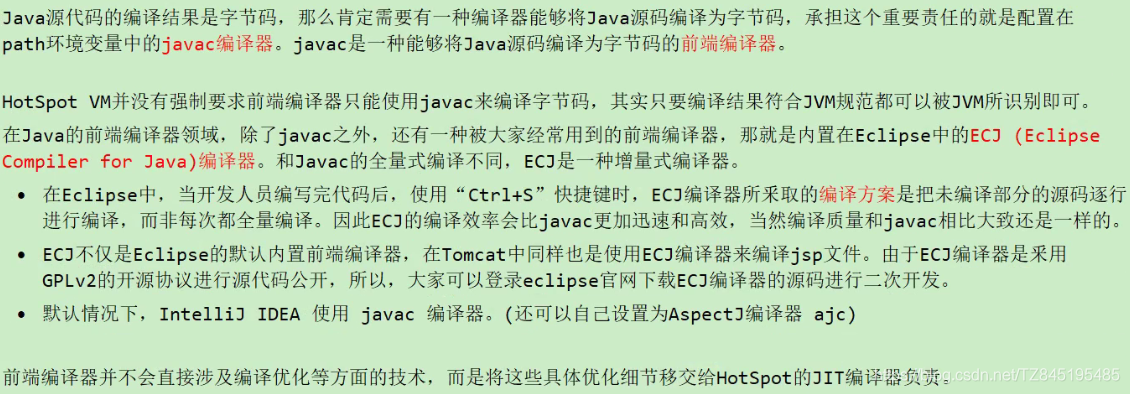 Java源代码的编译结果是字节码，那么肯定需要有一种编译器能够将Java源码编译为字节码，承担这个重要责任的就是配置在
path环境变量中的javac编译器。javac是一种能够将Java源码编译为字节码的前端编译器。
HotSpot VM并没有强制要求前端编译器只能使用javac来编译字节码，其实只要编译结果符合JVM规范都可以被JVM所识别即可。
在Java的前端编译器领域，除了javac之外，还有一种被大家经常用到的前端编译器，那就是内置在Eclipse中的ECJ (Eclipse
Compiler for Java)编译器。和Javac的全量式编译不同，ECJ是一种增量式编译器。
• 在Eclipse中，当开发人员编写完代码后，使用“Ctrl+S”快捷键时，ECJ编译器所采取的编译方案是把未编译部分的源码逐行
进行编译，而非每次都全量编译。因此ECJ的编译效率会比javac更加迅速和高效，当然编译质量和javac相比大致还是一样的。
• ECJ不仅是Eclipse的默认内置前端编译器，在Tomcat中同样也是使用ECJ编译器来编译jsp文件。由于ECJ编译器是采用
GPLv2的开源协议进行源代码公开，所以，大家可以登录eclipse官网下载ECJ编译器的源码进行二次开发。
• 默认情况下，IntelliJ IDEA 使用 javac 编译器。(还可以自己设置为AspectJ编译器 ajc)
前端编译器并不会直接涉及编译优化等方面的技术，而是将这些具体优化细节移交给HotSpot的JIT编译器负责。
csdn.net/TZ845195485